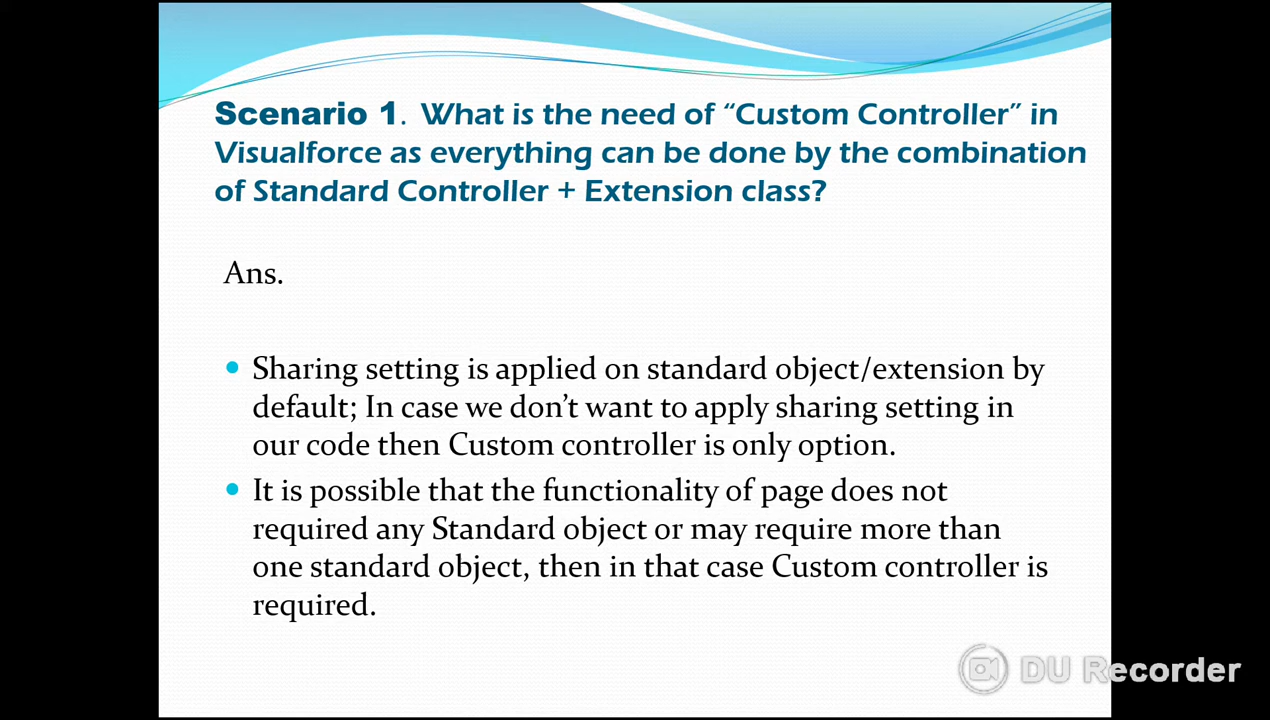 Scenario 1. What is the need of “Custom Controller” in
Visualforce as everything can be done by the combination
of Standard Controller + Extension class?
Ans.
• Sharing setting is applied on standard object/extension by
default; In case we don’t want to apply sharing setting in
our code then Custom controller is only option.
• It is possible that the functionality of page does not
required any Standard object or may require more than
one standard object, then in that case Custom controller is
required.
DU Recorder